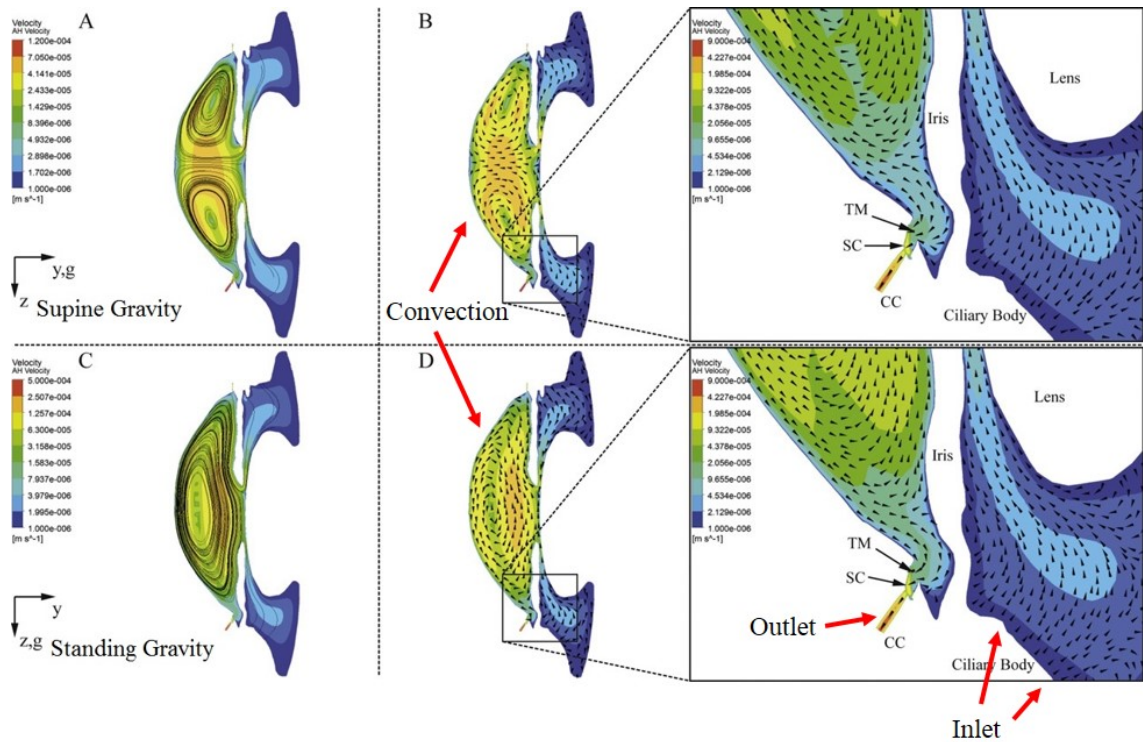 A
Velocity
AH Velocity
1.200e-004
7.050e-005
4.141e-005
2.433e-005
1.429e-005
8.396e-006
4.932e-006
2.898e-006
1.702e-006
1.000e-006
[m s^-1]
y,g
z
Supine Gravity
B
Convection
Velocity
AH Velocity
9.000e-004
4.227e-004
1.985e-004
9.322e-005
4.378e-005
2.056e-005
9.655e-006
4.534e-006
2.129e-006
1.000e-006
[m s^-1]
Lens
Iris
TM
SC
CC
Ciliary Body
C
Velocity
AH Velocity
5.000e-004
2.507e-004
1.257e-004
6.300e-005
3.158e-005
1.583e-005
7.937e-006
3.979e-006
1.995e-006
1.000e-006
[m s^-1]
y
z,g
Standing Gravity
D
Velocity
AH Velocity
9.000e-004
4.227e-004
1.985e-004
9.322e-005
4.378e-005
2.056e-005
9.655e-006
4.534e-006
2.129e-006
1.000e-006
[m s^-1]
Lens
Iris
TM
SC
Outlet
CC
Ciliary Body
Inlet